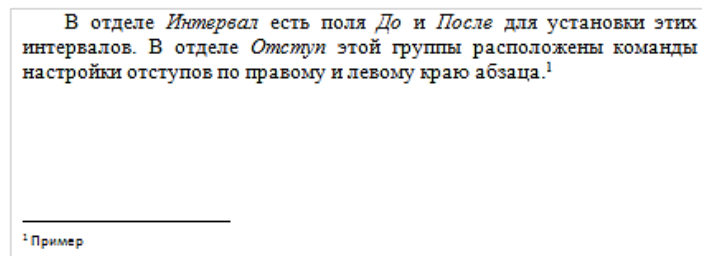 В отделе Интервал есть поля До и После для установки этих
интервалов. В отделе Отступ этой группы расположены команды
настройки отступов по правому и левому краю абзаца.¹
¹ Пример